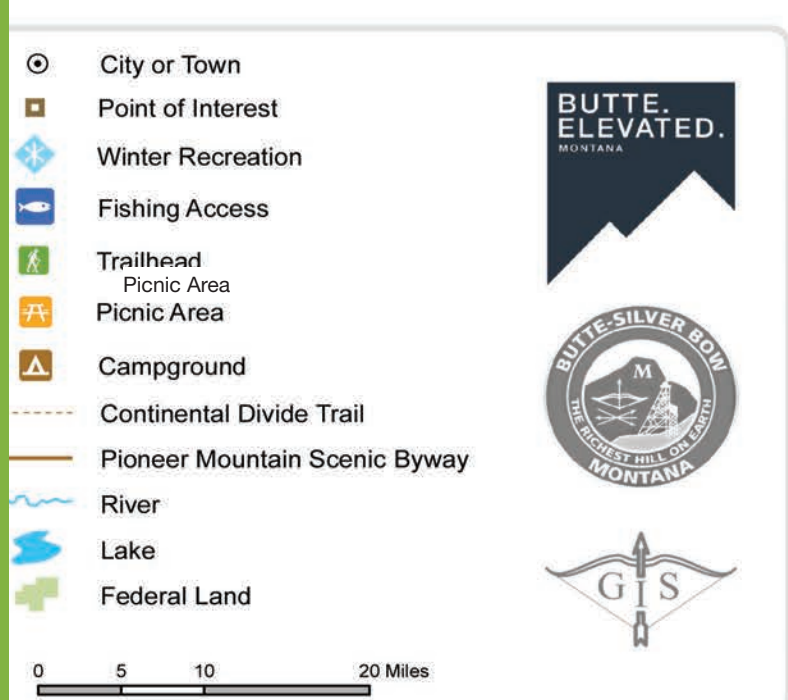 City or Town
Point of Interest
Winter Recreation
Fishing Access
Trailhead
Picnic Area
Picnic Area
Campground
Continental Divide Trail
Pioneer Mountain Scenic Byway
River
Lake
Federal Land
0 5 10 20 Miles
BUTTE.
ELEVATED.
MONTANA
BUTTE-SILVER BOW
M
THE RICHEST HILL ON EARTH
MONTANA
G I S